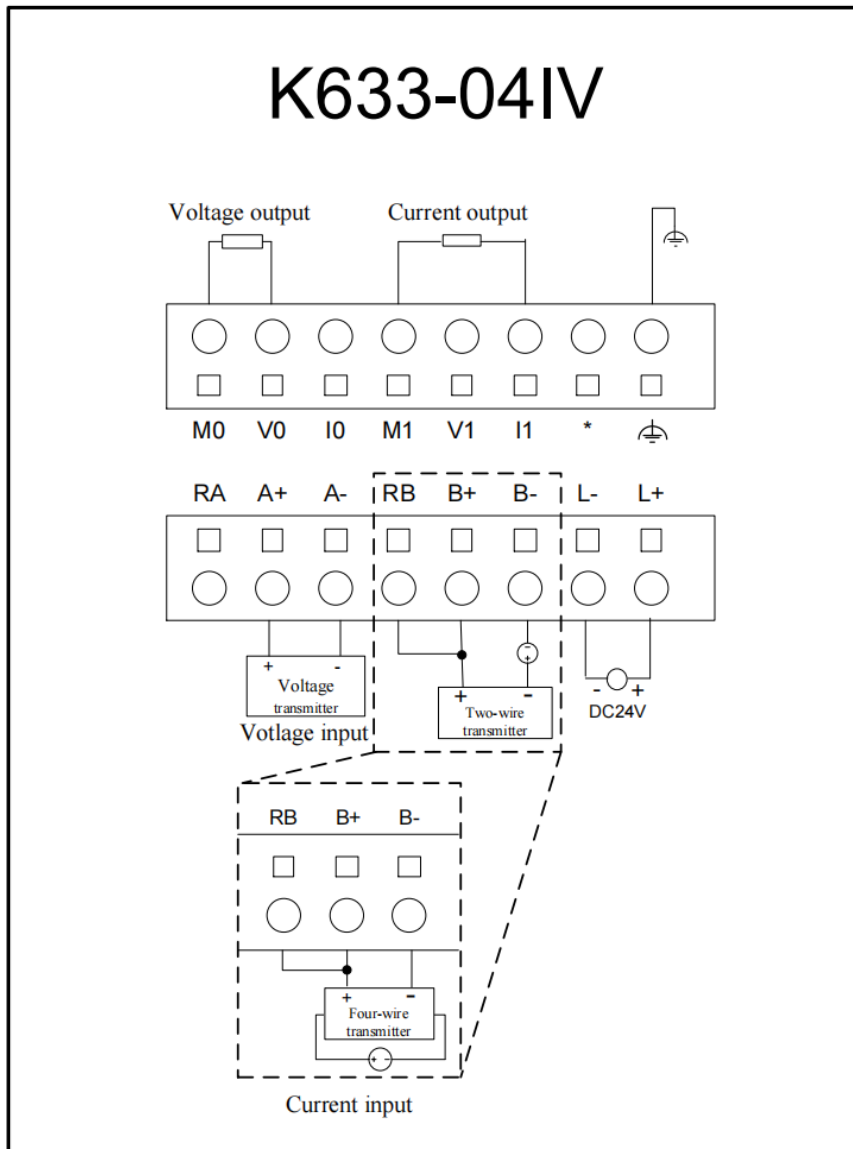 K633-04IV
Voltage output Current output
M0 V0 I0 M1 V1 I1 *
RA A+ A- RB B+ B- L- L+
+ -
Voltage
transmitter
Votlage input
- +
+ -
Two-wire
transmitter
- +
DC24V
RB B+ B-
+ -
Four-wire
transmitter
+ -
Current input